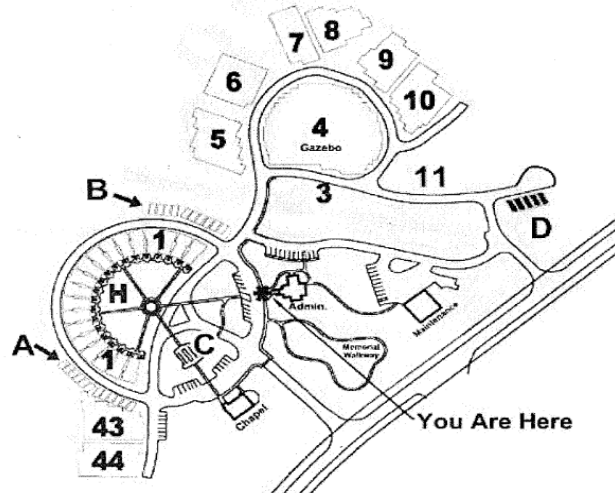 8
7
9
6
10
4
Gazebo
5
11
3
B
D
1
H
Admin.
Maintenance
A
C
1
Memoral
Walkway
You Are Here
Chapel
43
44